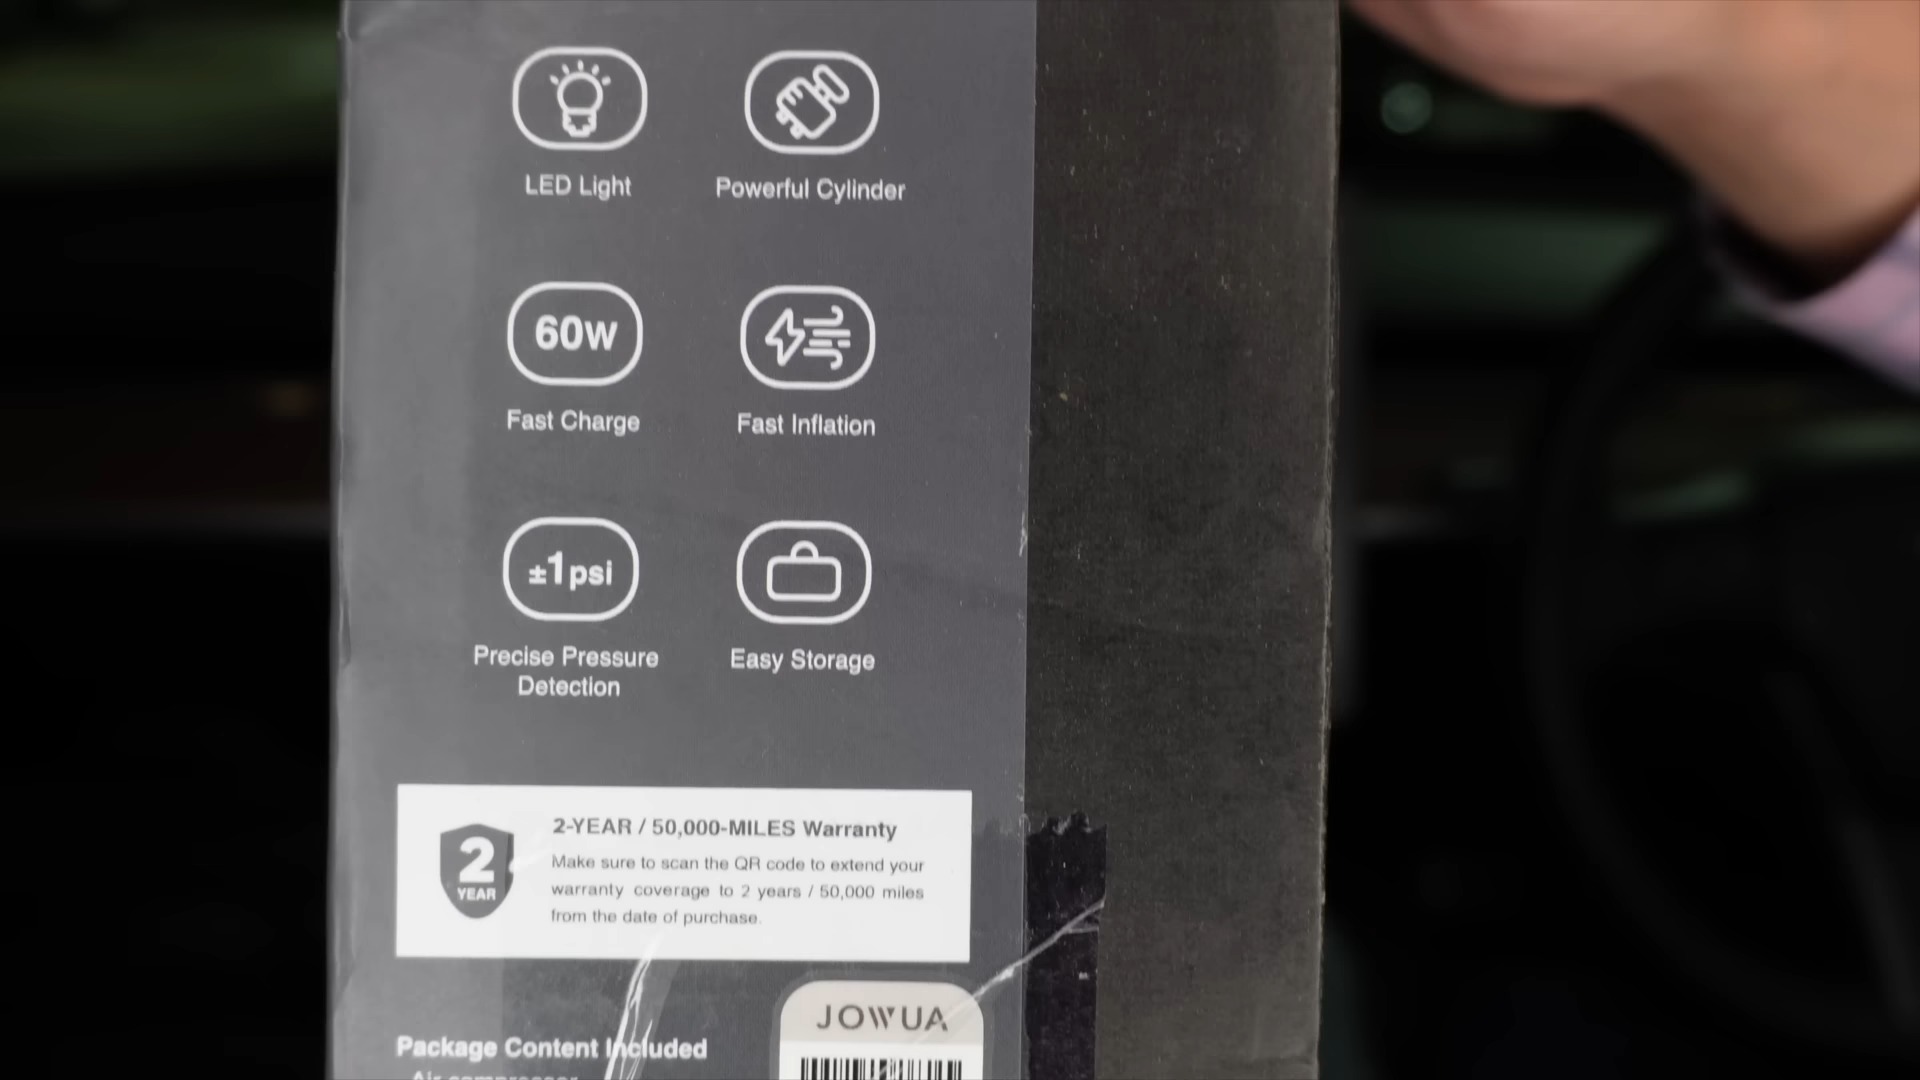 LED Light
Powerful Cylinder
60W
Fast Charge
Fast Inflation
±1psi
Precise Pressure
Detection
Easy Storage
2
YEAR
2-YEAR / 50,000-MILES Warranty
Make sure to scan the QR code to extend your
warranty coverage to 2 years / 50,000 miles
from the date of purchase.
JOWUA
Package Content Included
Air compressor